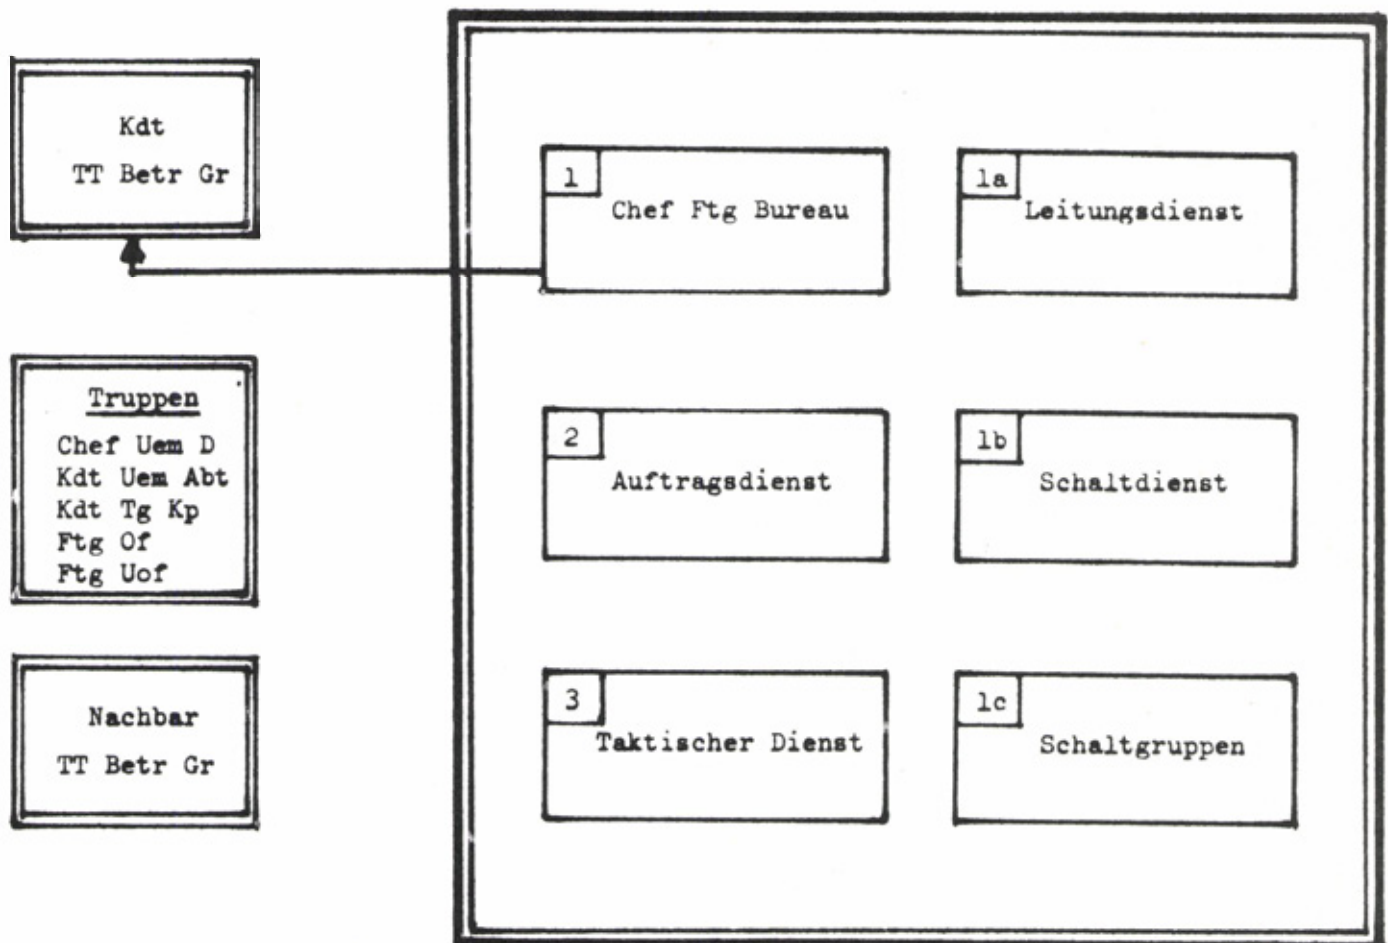 Kdt
TT Betr Gr
Truppen
Chef Uem D
Kdt Uem Abt
Kdt Tg Kp
Ftg Of
Ftg Uof
Nachbar
TT Betr Gr
1
Chef Ftg Bureau
1a
Leitungsdienst
2
Auftragsdienst
1b
Schaltdienst
3
Taktischer Dienst
1c
Schaltgruppen